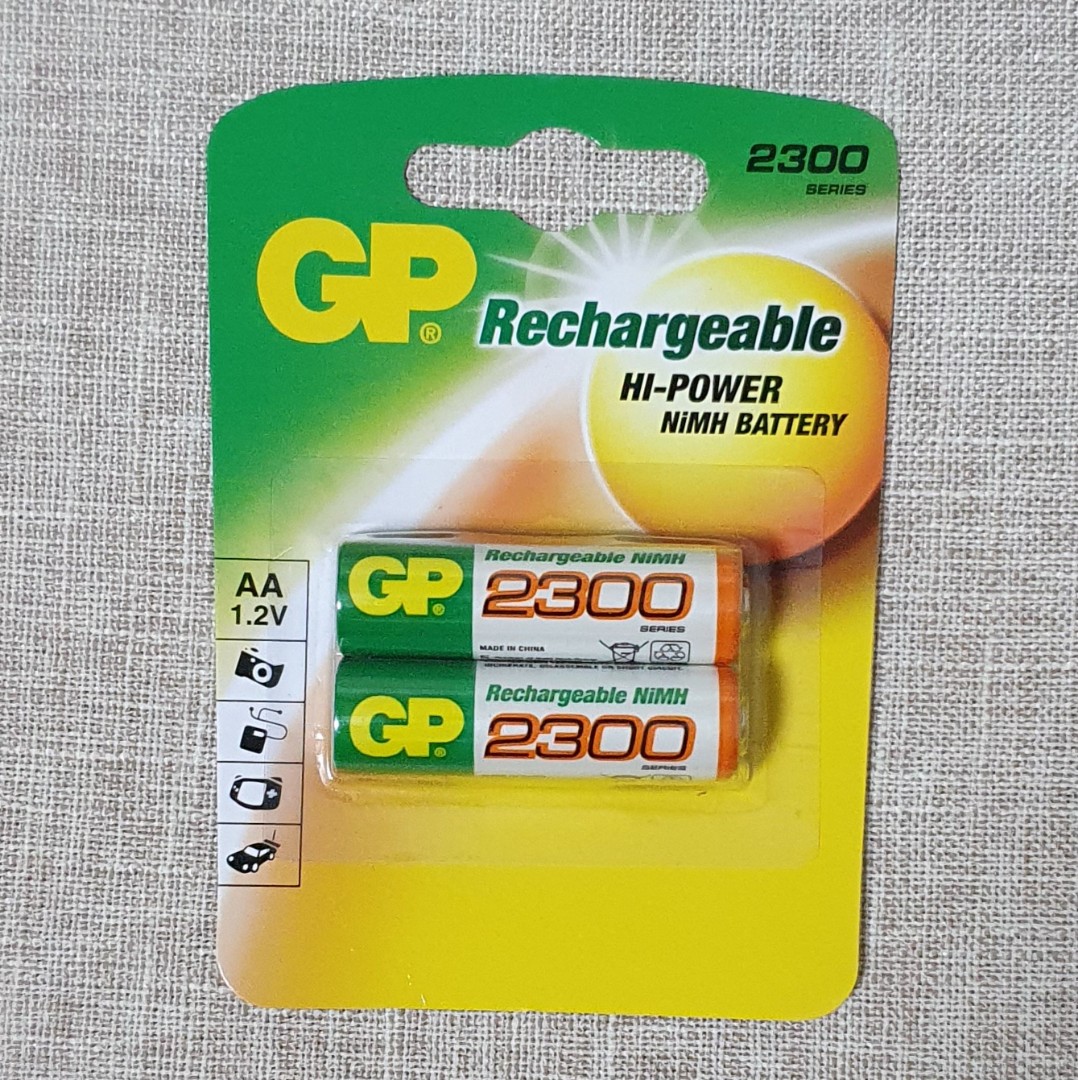 2300
SERIES
GP®
Rechargeable
HI-POWER
NiMH BATTERY
AA
1.2V
GP®
Rechargeable NiMH
2300
SERIES
MADE IN CHINA
GP®
Rechargeable NiMH
2300
SERIES